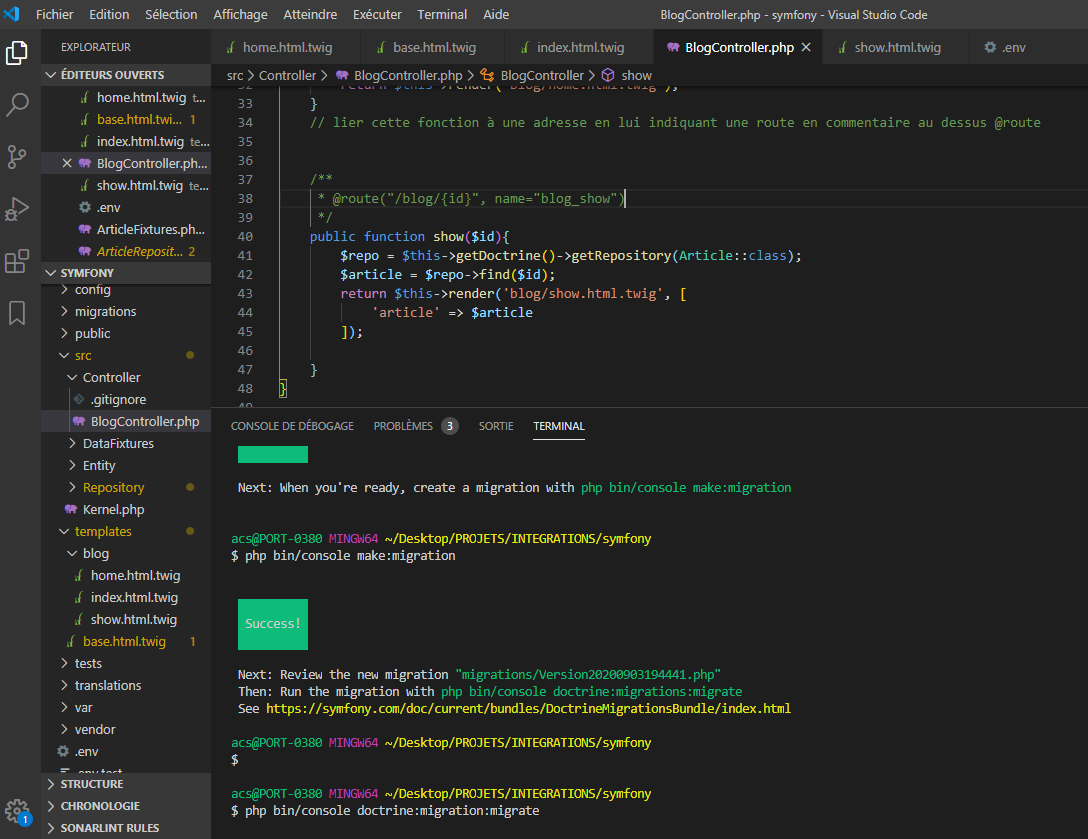 Fichier Edition Sélection Affichage Atteindre Exécuter Terminal Aide BlogController.php - symfony - Visual Studio Code
EXPLORATEUR
home.html.twig base.html.twig index.html.twig BlogController.php show.html.twig .env
ÉDITEURS OUVERTS
home.html.twig t...
base.html.twi... 1
index.html.twig te...
BlogController.ph...
show.html.twig te...
.env
ArticleFixtures.ph...
ArticleReposit... 2
SYMFONY
config
migrations
public
src
Controller
.gitignore
BlogController.php
DataFixtures
Entity
Repository
Kernel.php
templates
blog
home.html.twig
index.html.twig
show.html.twig
base.html.twig 1
tests
translations
var
vendor
.env
.env.test
STRUCTURE
CHRONOLOGIE
SONARLINT RULES
1
src > Controller > BlogController.php > BlogController > show
32 return $this->render('blog/home.html.twig');
33 }
34 // lier cette fonction à une adresse en lui indiquant une route en commentaire au dessus @route
35
36
37 /**
38 * @route("/blog/{id}", name="blog_show")
39 */
40 public function show($id){
41 $repo = $this->getDoctrine()->getRepository(Article::class);
42 $article = $repo->find($id);
43 return $this->render('blog/show.html.twig', [
44 'article' => $article
45 ]);
46
47 }
48 }
49
CONSOLE DE DÉBOGAGE PROBLÈMES 3 SORTIE TERMINAL
Next: When you're ready, create a migration with php bin/console make:migration
acs@PORT-0380 MINGW64 ~/Desktop/PROJETS/INTEGRATIONS/symfony
$ php bin/console make:migration
Success!
Next: Review the new migration "migrations/Version20200903194441.php"
Then: Run the migration with php bin/console doctrine:migrations:migrate
See https://symfony.com/doc/current/bundles/DoctrineMigrationsBundle/index.html
acs@PORT-0380 MINGW64 ~/Desktop/PROJETS/INTEGRATIONS/symfony
$
acs@PORT-0380 MINGW64 ~/Desktop/PROJETS/INTEGRATIONS/symfony
$ php bin/console doctrine:migration:migrate